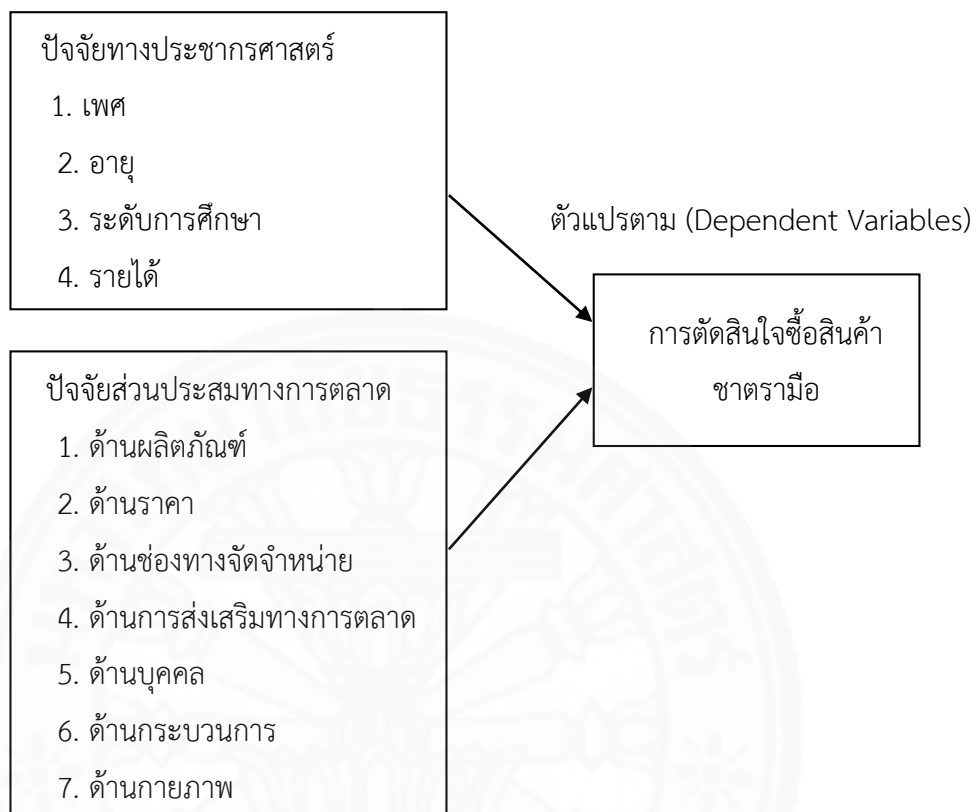 ปัจจัยทางประชากรศาสตร์
1. เพศ
2. อายุ
3. ระดับการศึกษา
4. รายได้
ตัวแปรตาม (Dependent Variables)
การตัดสินใจซื้อสินค้า
ชาตรามือ
ปัจจัยส่วนประสมทางการตลาด
1. ด้านผลิตภัณฑ์
2. ด้านราคา
3. ด้านช่องทางจัดจำหน่าย
4. ด้านการส่งเสริมทางการตลาด
5. ด้านบุคคล
6. ด้านกระบวนการ
7. ด้านกายภาพ